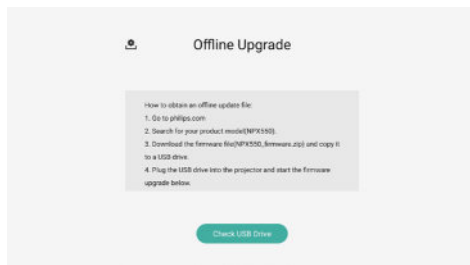 Offline Upgrade
How to obtain an offline update file:
1. Go to philips.com
2. Search for your product model(NPX550).
3. Download the firmware file(NPX550_firmware.zip) and copy it
to a USB drive.
4. Plug the USB drive into the projector and start the firmware
upgrade below.
Check USB Drive